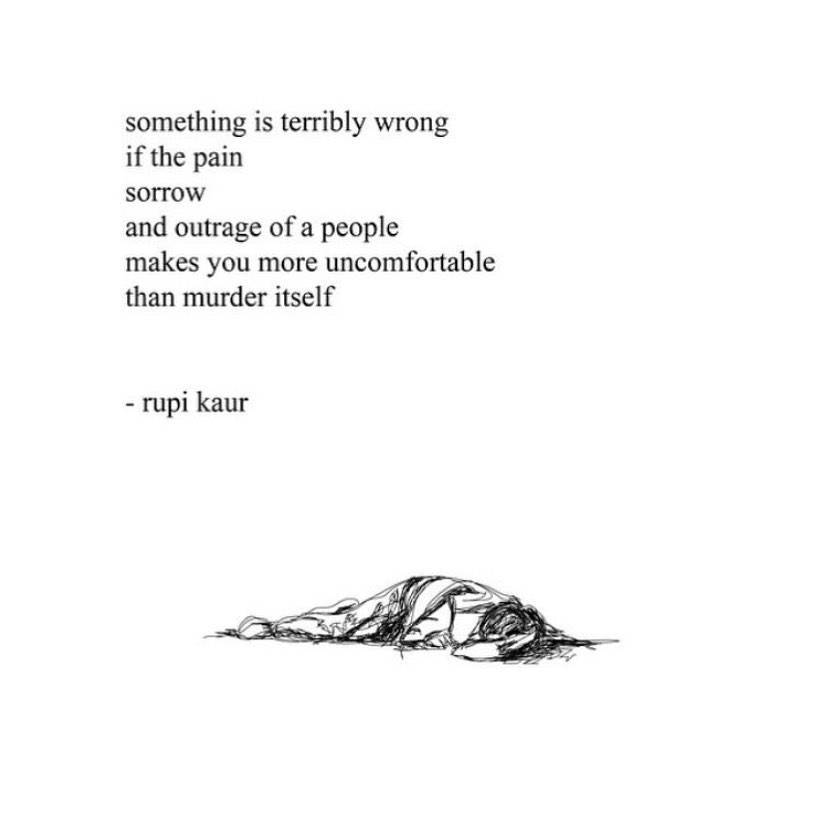 something is terribly wrong
if the pain
sorrow
and outrage of a people
makes you more uncomfortable
than murder itself
- rupi kaur